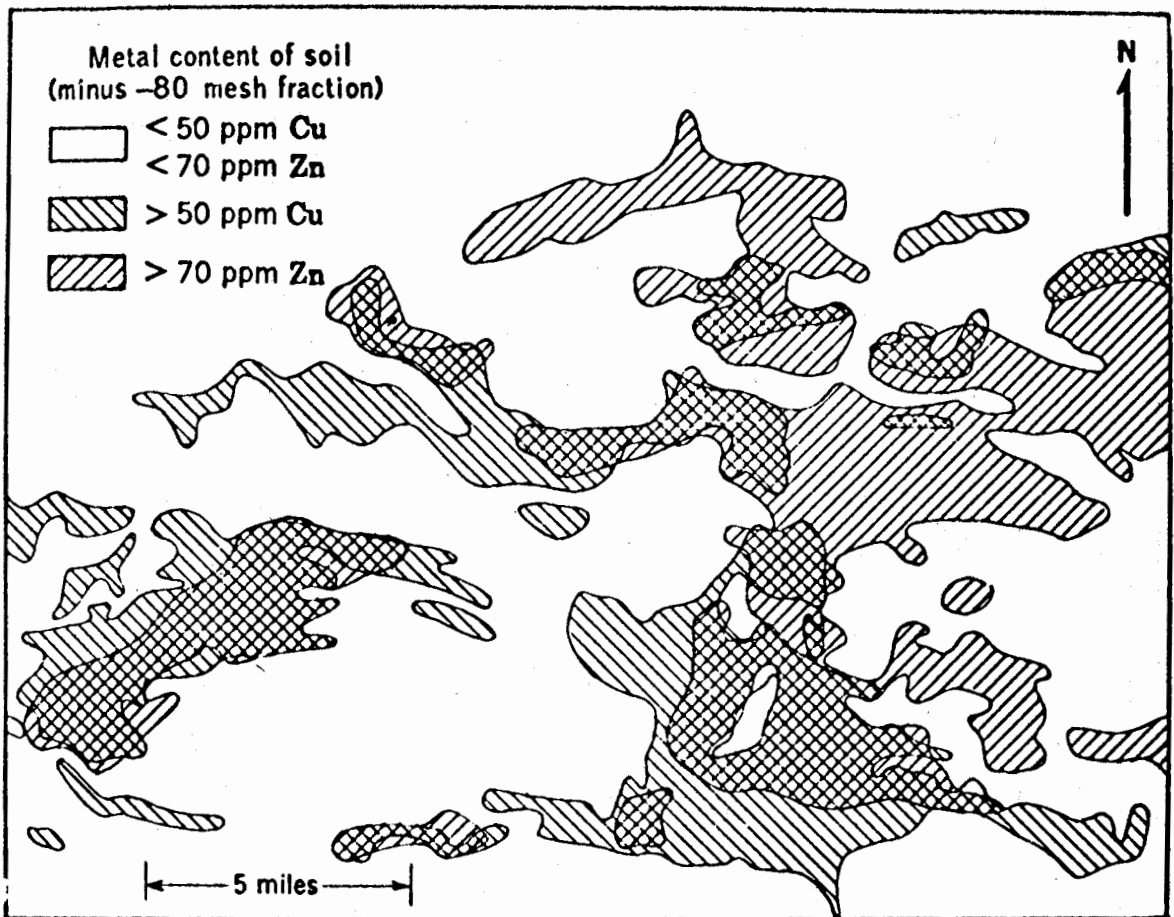 Metal content of soil
(minus –80 mesh fraction)
< 50 ppm Cu
< 70 ppm Zn
> 50 ppm Cu
> 70 ppm Zn
N
5 miles